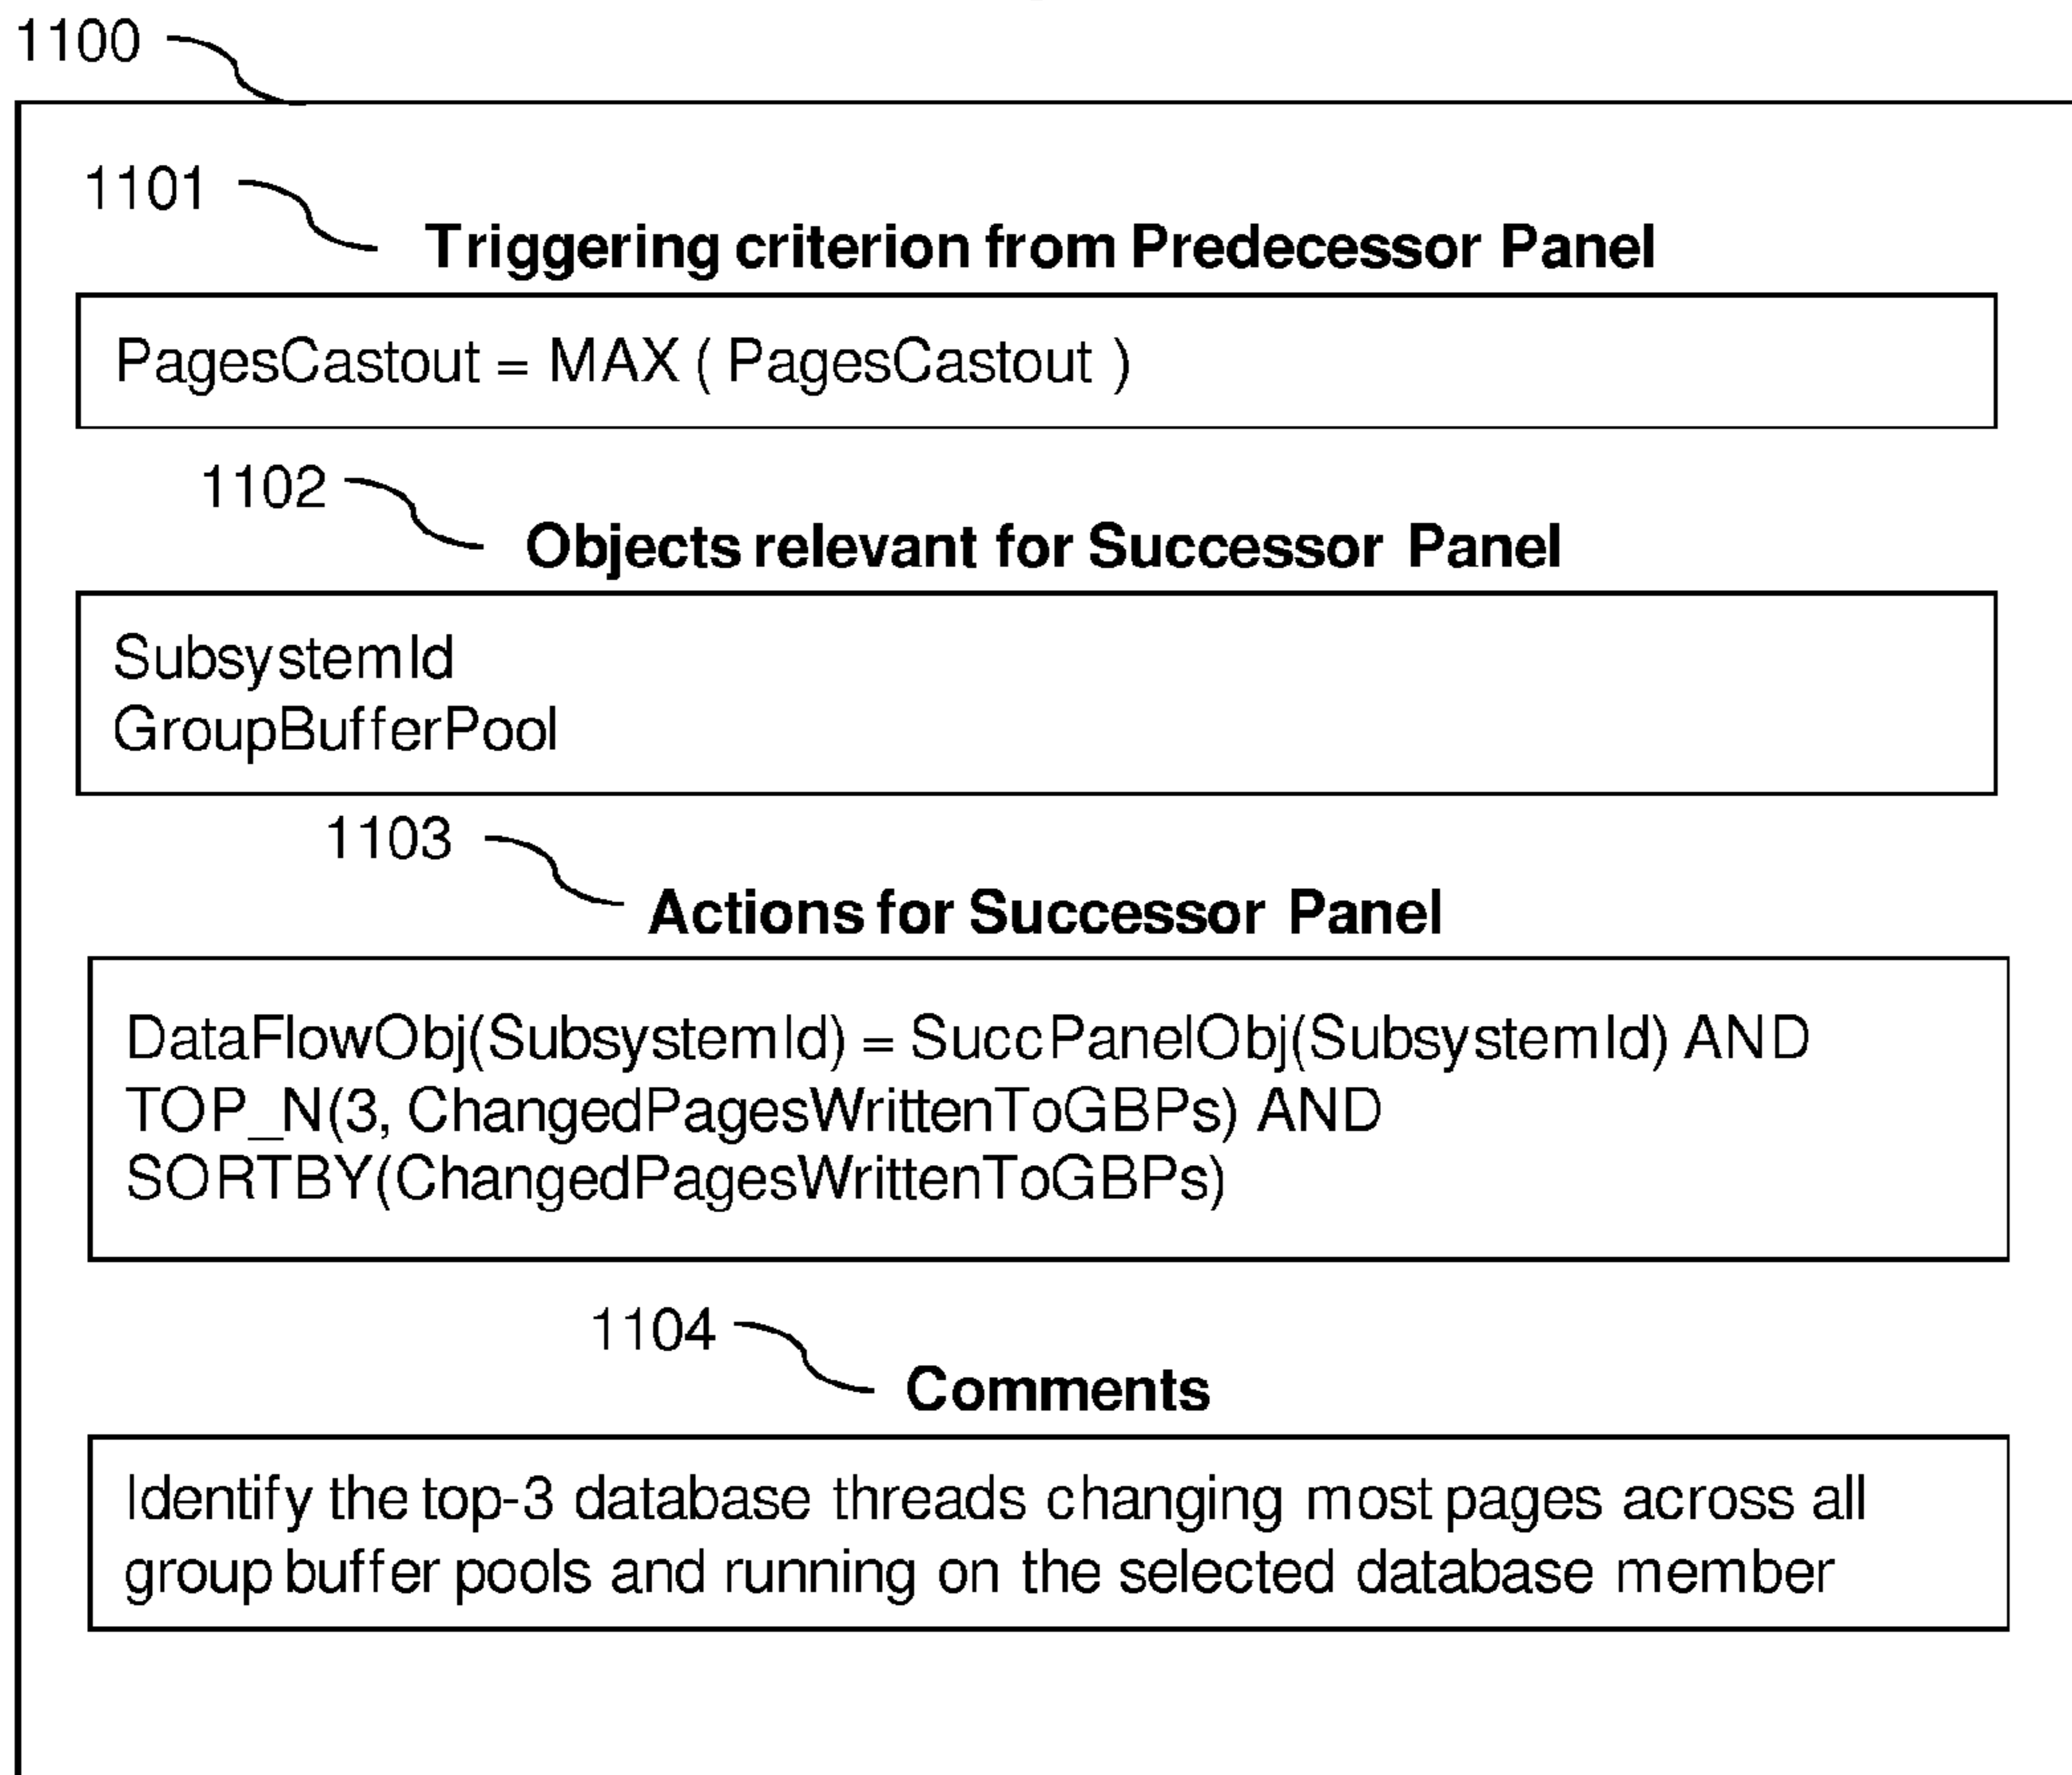 1100
1101
Triggering criterion from Predecessor Panel
PagesCastout = MAX ( PagesCastout )
1102
Objects relevant for Successor Panel
SubsystemId
GroupBufferPool
1103
Actions for Successor Panel
DataFlowObj(SubsystemId) = SuccPanelObj(SubsystemId) AND
TOP_N(3, ChangedPagesWrittenToGBPs) AND
SORTBY(ChangedPagesWrittenToGBPs)
1104
Comments
Identify the top-3 database threads changing most pages across all
group buffer pools and running on the selected database member